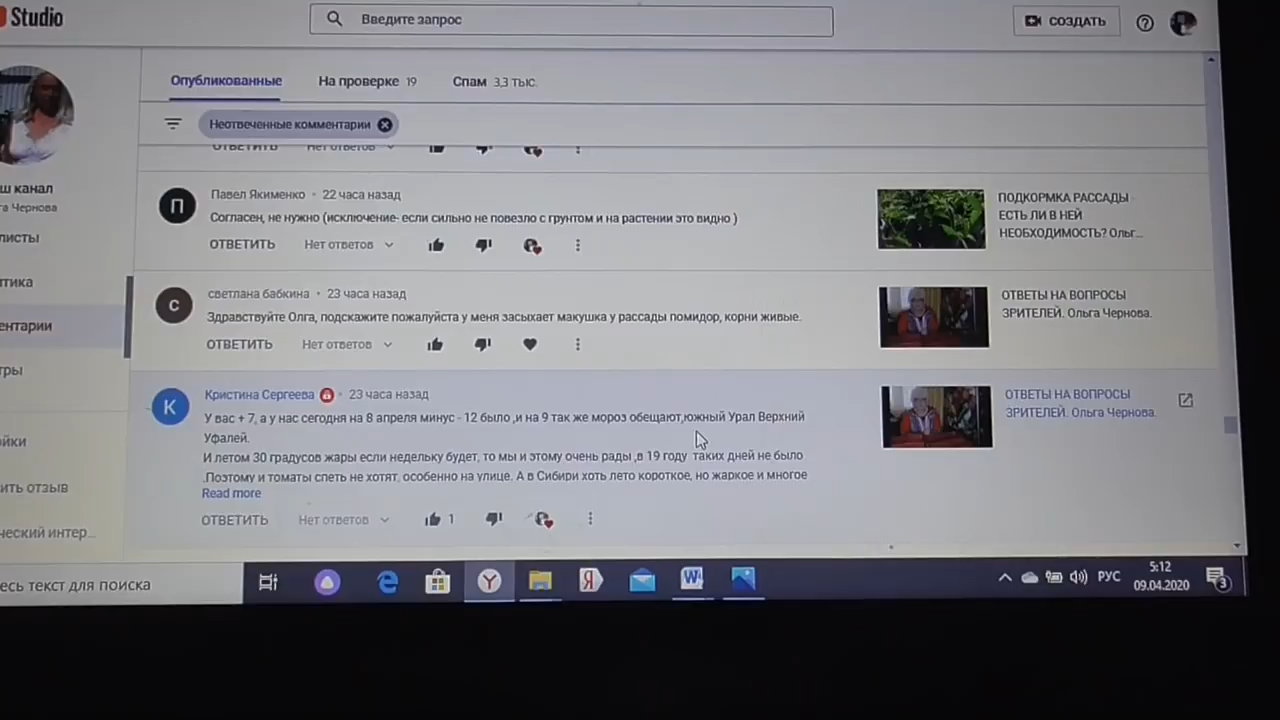 Studio
Введите запрос
СОЗДАТЬ
Опубликованные
На проверке 19
Спам 3,3 тыс.
Неотвеченные комментарии
ОТВЕТИТЬ Нет ответов
ш канал
га Чернова
листы
тика
ентарии
тры
ойки
ить отзыв
ческий интер...
П
Павел Якименко • 22 часа назад
Согласен, не нужно (исключение- если сильно не повезло с грунтом и на растении это видно )
ОТВЕТИТЬ Нет ответов
ПОДКОРМКА РАССАДЫ
ЕСТЬ ЛИ В НЕЙ
НЕОБХОДИМОСТЬ? Ольг...
С
светлана бабкина • 23 часа назад
Здравствуйте Олга, подскажите пожалуйста у меня засыхает макушка у рассады помидор, корни живые.
ОТВЕТИТЬ Нет ответов
ОТВЕТЫ НА ВОПРОСЫ
ЗРИТЕЛЕЙ. Ольга Чернова.
К
Кристина Сергеева • 23 часа назад
У вас + 7, а у нас сегодня на 8 апреля минус - 12 было ,и на 9 так же мороз обещают,южный Урал Верхний
Уфалей.
И летом 30 градусов жары если недельку будет, то мы и этому очень рады ,в 19 году таких дней не было
.Поэтому и томаты спеть не хотят, особенно на улице. А в Сибири хоть лето короткое, но жаркое и многое
Read more
ОТВЕТИТЬ Нет ответов 1
ОТВЕТЫ НА ВОПРОСЫ
ЗРИТЕЛЕЙ. Ольга Чернова.
есь текст для поиска
РУС
5:12
09.04.2020
3